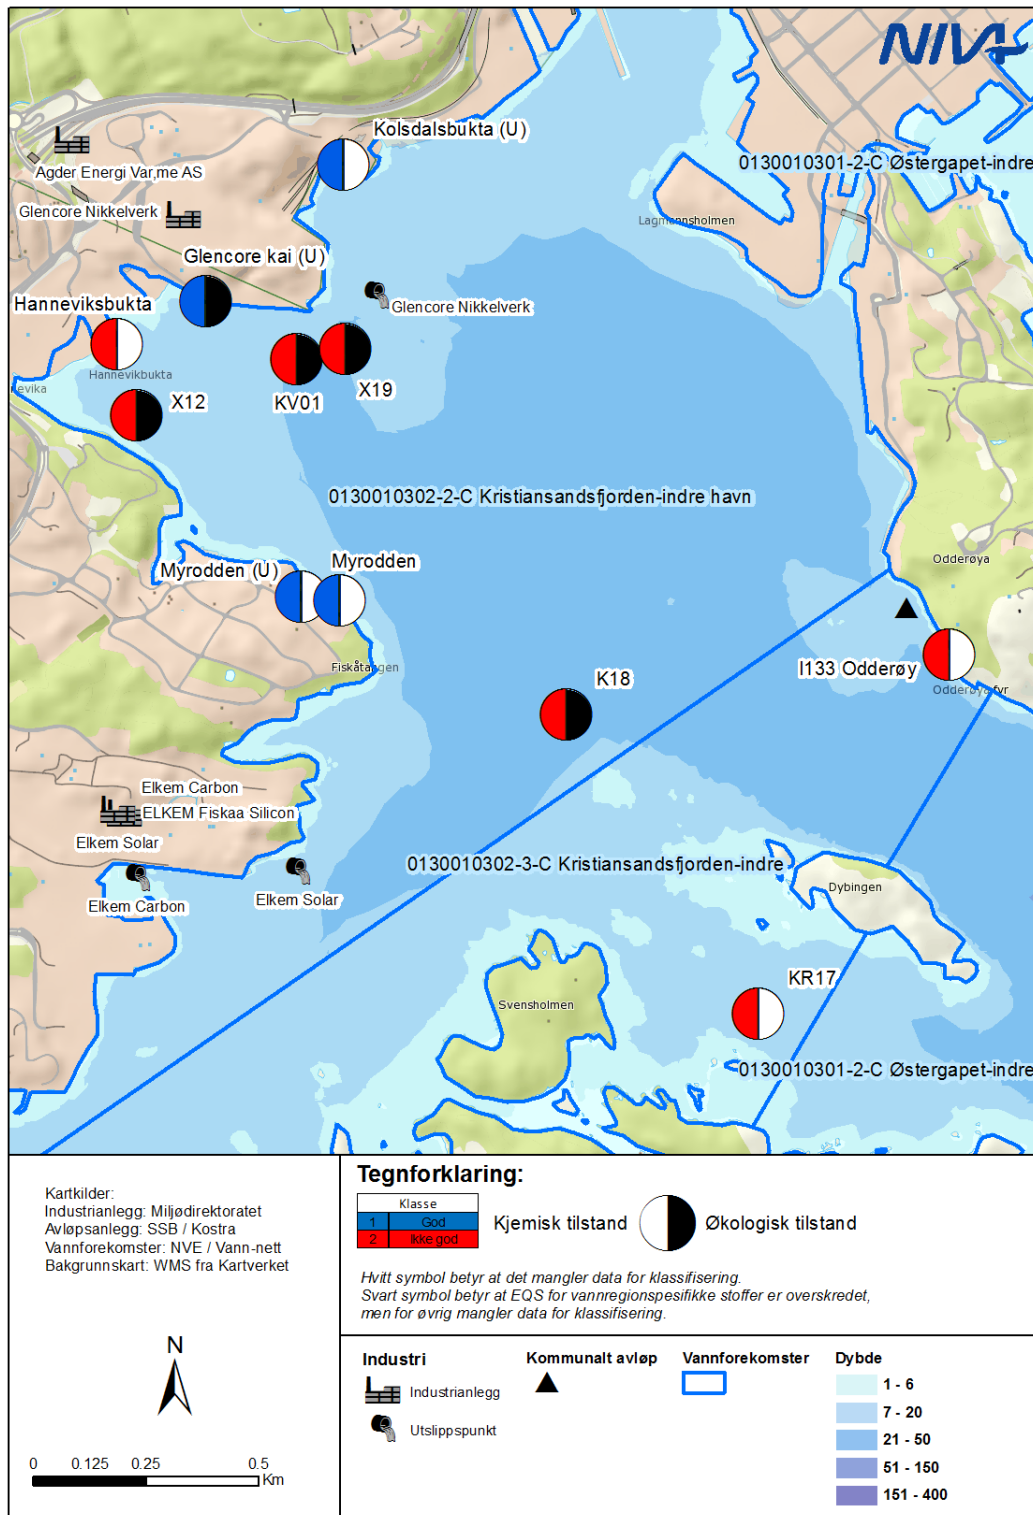 NIVA
Kolsdalsbukta (U)
Agder Energi Var,me AS
0130010301-2-C Østergapet-indre
Glencore Nikkelverk
Lagmannsholmen
Glencore kai (U)
Hanneviksbukta
Glencore Nikkelverk
Hannevikbukta
evika
X12
KV01
X19
0130010302-2-C Kristiansandsfjorden-indre havn
Myrodden (U)
Myrodden
Odderøya
Fiskåtangen
K18
I133 Odderøy
Odderøya fyr
Elkem Carbon
ELKEM Fiskaa Silicon
Elkem Solar
0130010302-3-C Kristiansandsfjorden-indre
Dybingen
Elkem Carbon
Elkem Solar
KR17
Svensholmen
0130010301-2-C Østergapet-indre
Kartkilder:
Industrianlegg: Miljødirektoratet
Avløpsanlegg: SSB / Kostra
Vannforekomster: NVE / Vann-nett
Bakgrunnskart: WMS fra Kartverket
N
0 0.125 0.25 0.5
Km
Tegnforklaring:
Klasse
1 God
2 Ikke god
Kjemisk tilstand
Økologisk tilstand
Hvitt symbol betyr at det mangler data for klassifisering.
Svart symbol betyr at EQS for vannregionspesifikke stoffer er overskredet,
men for øvrig mangler data for klassifisering.
Industri
Industrianlegg
Utslippspunkt
Kommunalt avløp
Vannforekomster
Dybde
1 - 6
7 - 20
21 - 50
51 - 150
151 - 400